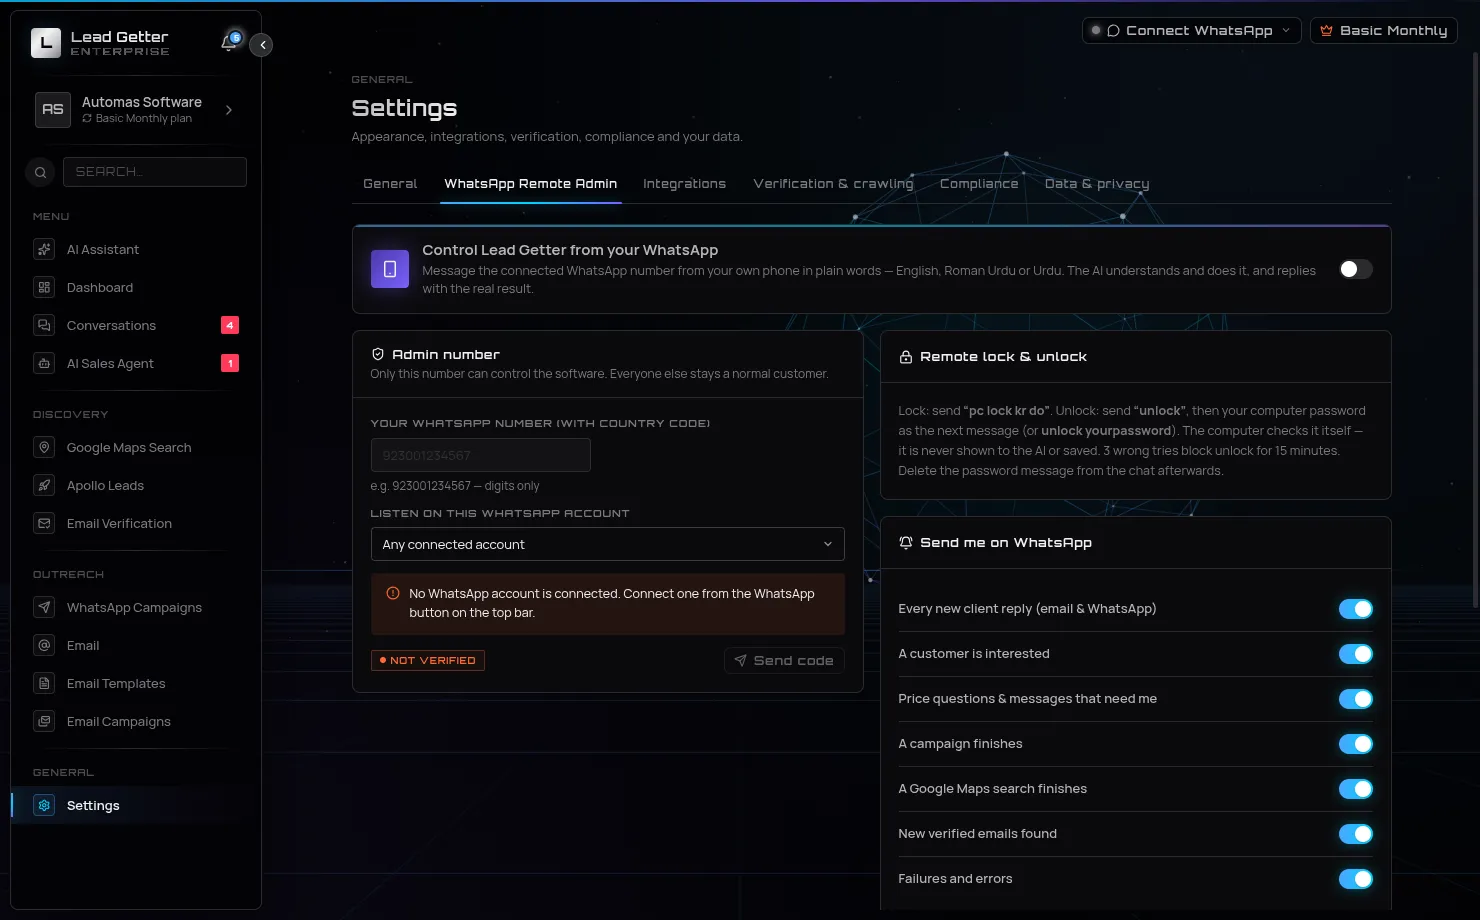 Lead Getter
ENTERPRISE
5
L
AS
Automas Software
Basic Monthly plan
SEARCH...
MENU
AI Assistant
Dashboard
Conversations
4
AI Sales Agent
1
DISCOVERY
Google Maps Search
Apollo Leads
Email Verification
OUTREACH
WhatsApp Campaigns
Email
Email Templates
Email Campaigns
GENERAL
Settings
Connect WhatsApp
Basic Monthly
GENERAL
Settings
Appearance, integrations, verification, compliance and your data.
General
WhatsApp Remote Admin
Integrations
Verification & crawling
Compliance
Data & privacy
Control Lead Getter from your WhatsApp
Message the connected WhatsApp number from your own phone in plain words — English, Roman Urdu or Urdu. The AI understands and does it, and replies
with the real result.
Admin number
Only this number can control the software. Everyone else stays a normal customer.
YOUR WHATSAPP NUMBER (WITH COUNTRY CODE)
923001234567
e.g. 923001234567 — digits only
LISTEN ON THIS WHATSAPP ACCOUNT
Any connected account
No WhatsApp account is connected. Connect one from the WhatsApp
button on the top bar.
NOT VERIFIED
Send code
Remote lock & unlock
Lock: send “pc lock kr do”. Unlock: send “unlock”, then your computer password
as the next message (or unlock yourpassword). The computer checks it itself —
it is never shown to the AI or saved. 3 wrong tries block unlock for 15 minutes.
Delete the password message from the chat afterwards.
Send me on WhatsApp
Every new client reply (email & WhatsApp)
A customer is interested
Price questions & messages that need me
A campaign finishes
A Google Maps search finishes
New verified emails found
Failures and errors